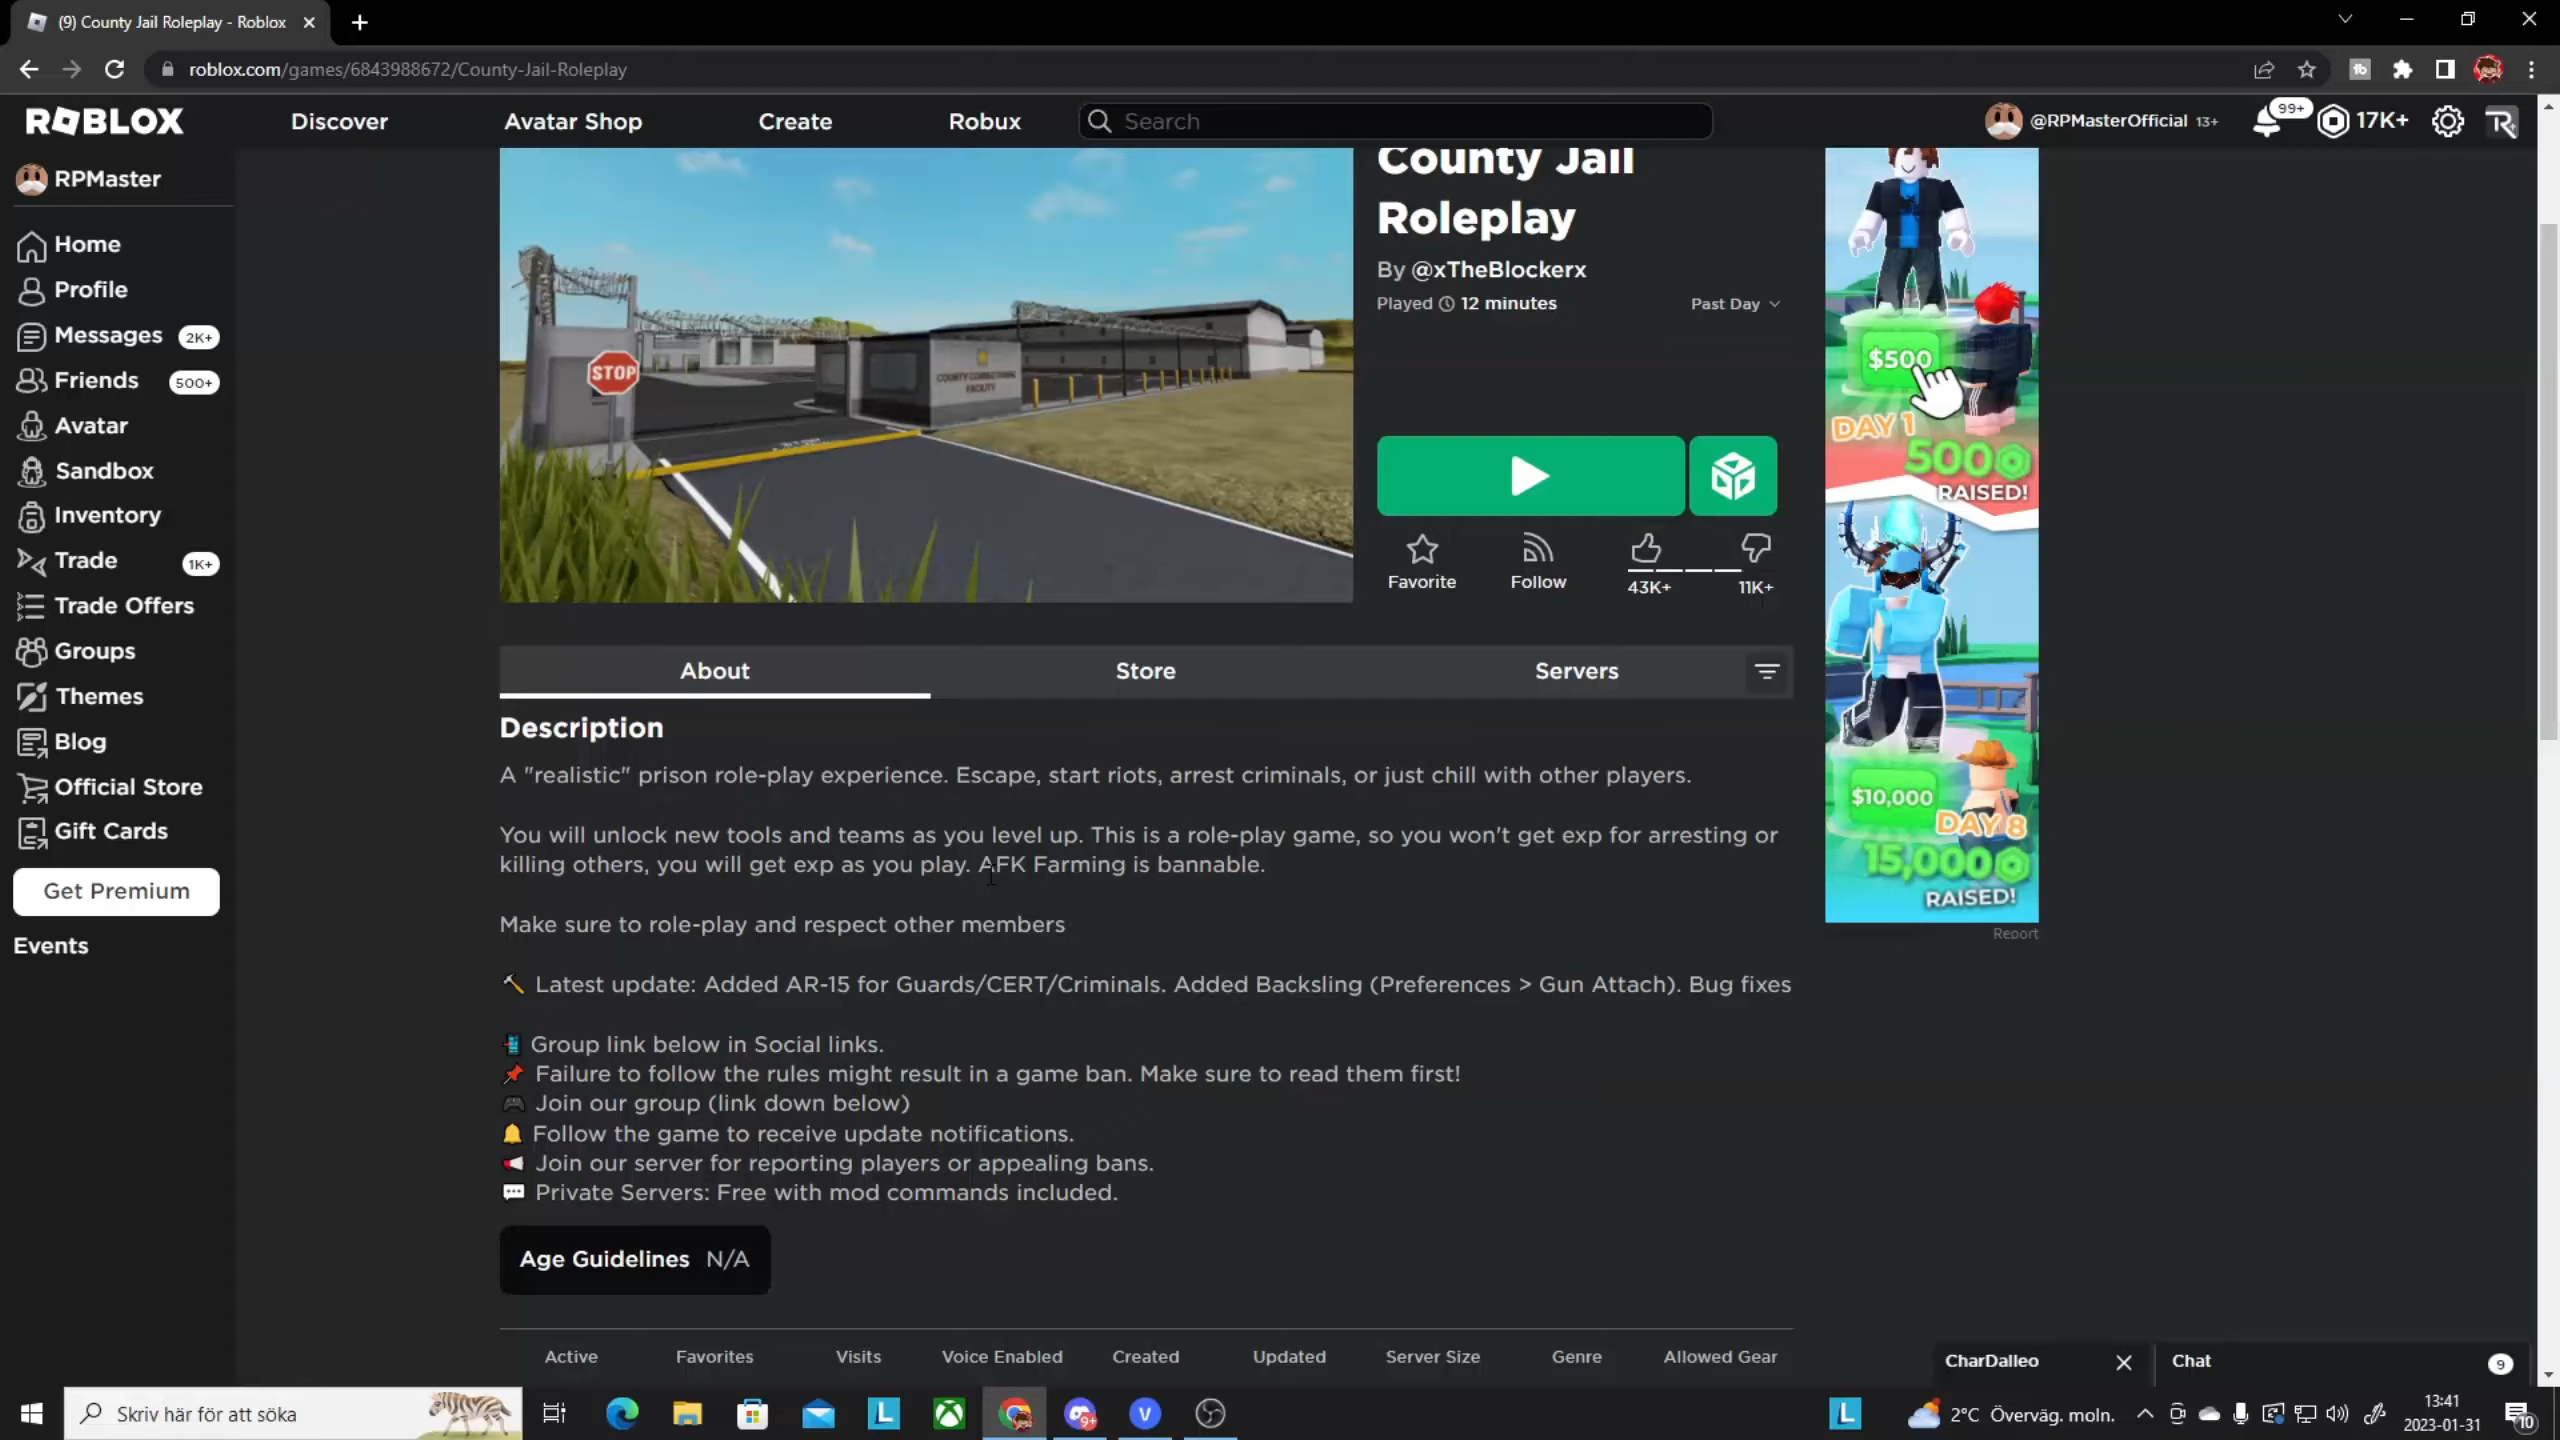 (9) County Jail Roleplay - Roblox
roblox.com/games/6843988672/County-Jail-Roleplay
ROBLOX
Discover
Avatar Shop
Create
Robux
Search
@RPMasterOfficial 13+
99+
17K+
RPMaster
Home
Profile
Messages 2K+
Friends 500+
Avatar
Sandbox
Inventory
Trade 1K+
Trade Offers
Groups
Themes
Blog
Official Store
Gift Cards
Get Premium
Events
STOP
COUNTY CORRECTIONAL
FACILITY
County Jail
Roleplay
By @xTheBlockerx
Played 12 minutes
Past Day
Favorite
Follow
43K+
11K+
About
Store
Servers
Description
A "realistic" prison role-play experience. Escape, start riots, arrest criminals, or just chill with other players.
You will unlock new tools and teams as you level up. This is a role-play game, so you won't get exp for arresting or
killing others, you will get exp as you play. AFK Farming is bannable.
Make sure to role-play and respect other members
Latest update: Added AR-15 for Guards/CERT/Criminals. Added Backsling (Preferences > Gun Attach). Bug fixes
Group link below in Social links.
Failure to follow the rules might result in a game ban. Make sure to read them first!
Join our group (link down below)
Follow the game to receive update notifications.
Join our server for reporting players or appealing bans.
Private Servers: Free with mod commands included.
Age Guidelines N/A
Active
Favorites
Visits
Voice Enabled
Created
Updated
Server Size
Genre
Allowed Gear
$500
DAY 1
500
RAISED!
$10,000
DAY 8
15,000
RAISED!
Report
CharDalleo
Chat
9
Skriv här för att söka
L
9+
V
L
2°C Överväg. moln.
13:41
2023-01-31
10